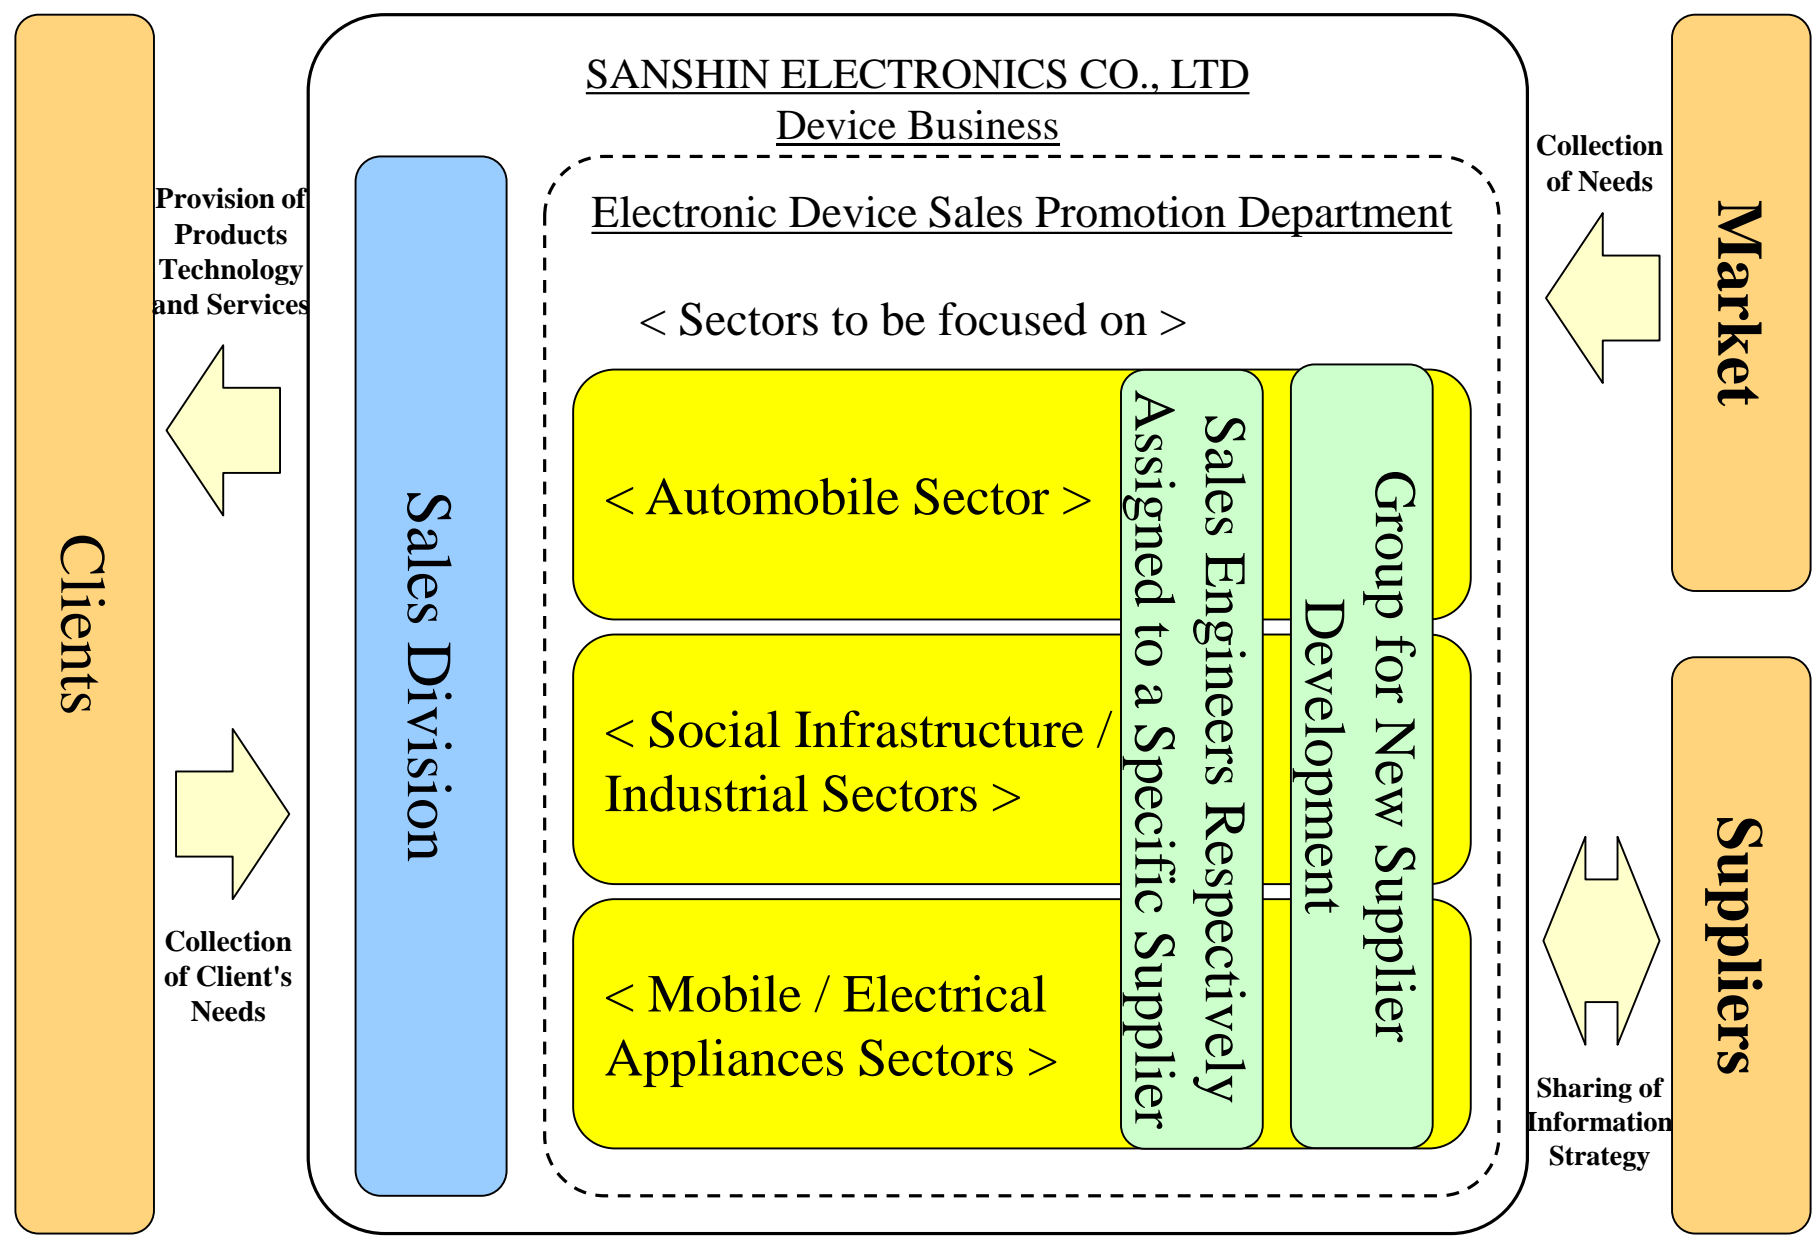 SANSHIN ELECTRONICS CO., LTD
Device Business
Clients
Provision of
Products
Technology
and Services
Collection
of Client's
Needs
Sales Division
Electronic Device Sales Promotion Department
< Sectors to be focused on >
< Automobile Sector >
< Social Infrastructure /
Industrial Sectors >
< Mobile / Electrical
Appliances Sectors >
Sales Engineers Respectively
Assigned to a Specific Supplier
Group for New Supplier
Development
Collection
of Needs
Market
Suppliers
Sharing of
Information
Strategy